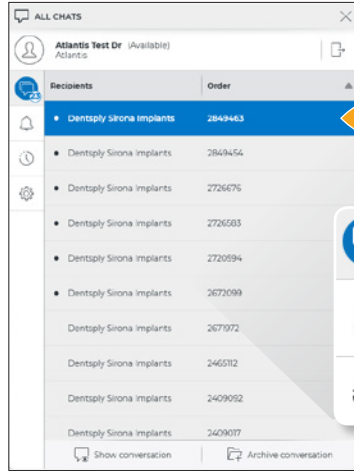 ALL CHATS
Atlantis Test Dr (Available)
Atlantis
Recipients Order
Dentsply Sirona Implants 2849463
Dentsply Sirona Implants 2849454
Dentsply Sirona Implants 2726676
Dentsply Sirona Implants 2726583
Dentsply Sirona Implants 2720594
Dentsply Sirona Implants 2672099
Dentsply Sirona Implants 2671972
Dentsply Sirona Implants 2465112
Dentsply Sirona Implants 2409092
Dentsply Sirona Implants 2409017
Show conversation Archive conversation